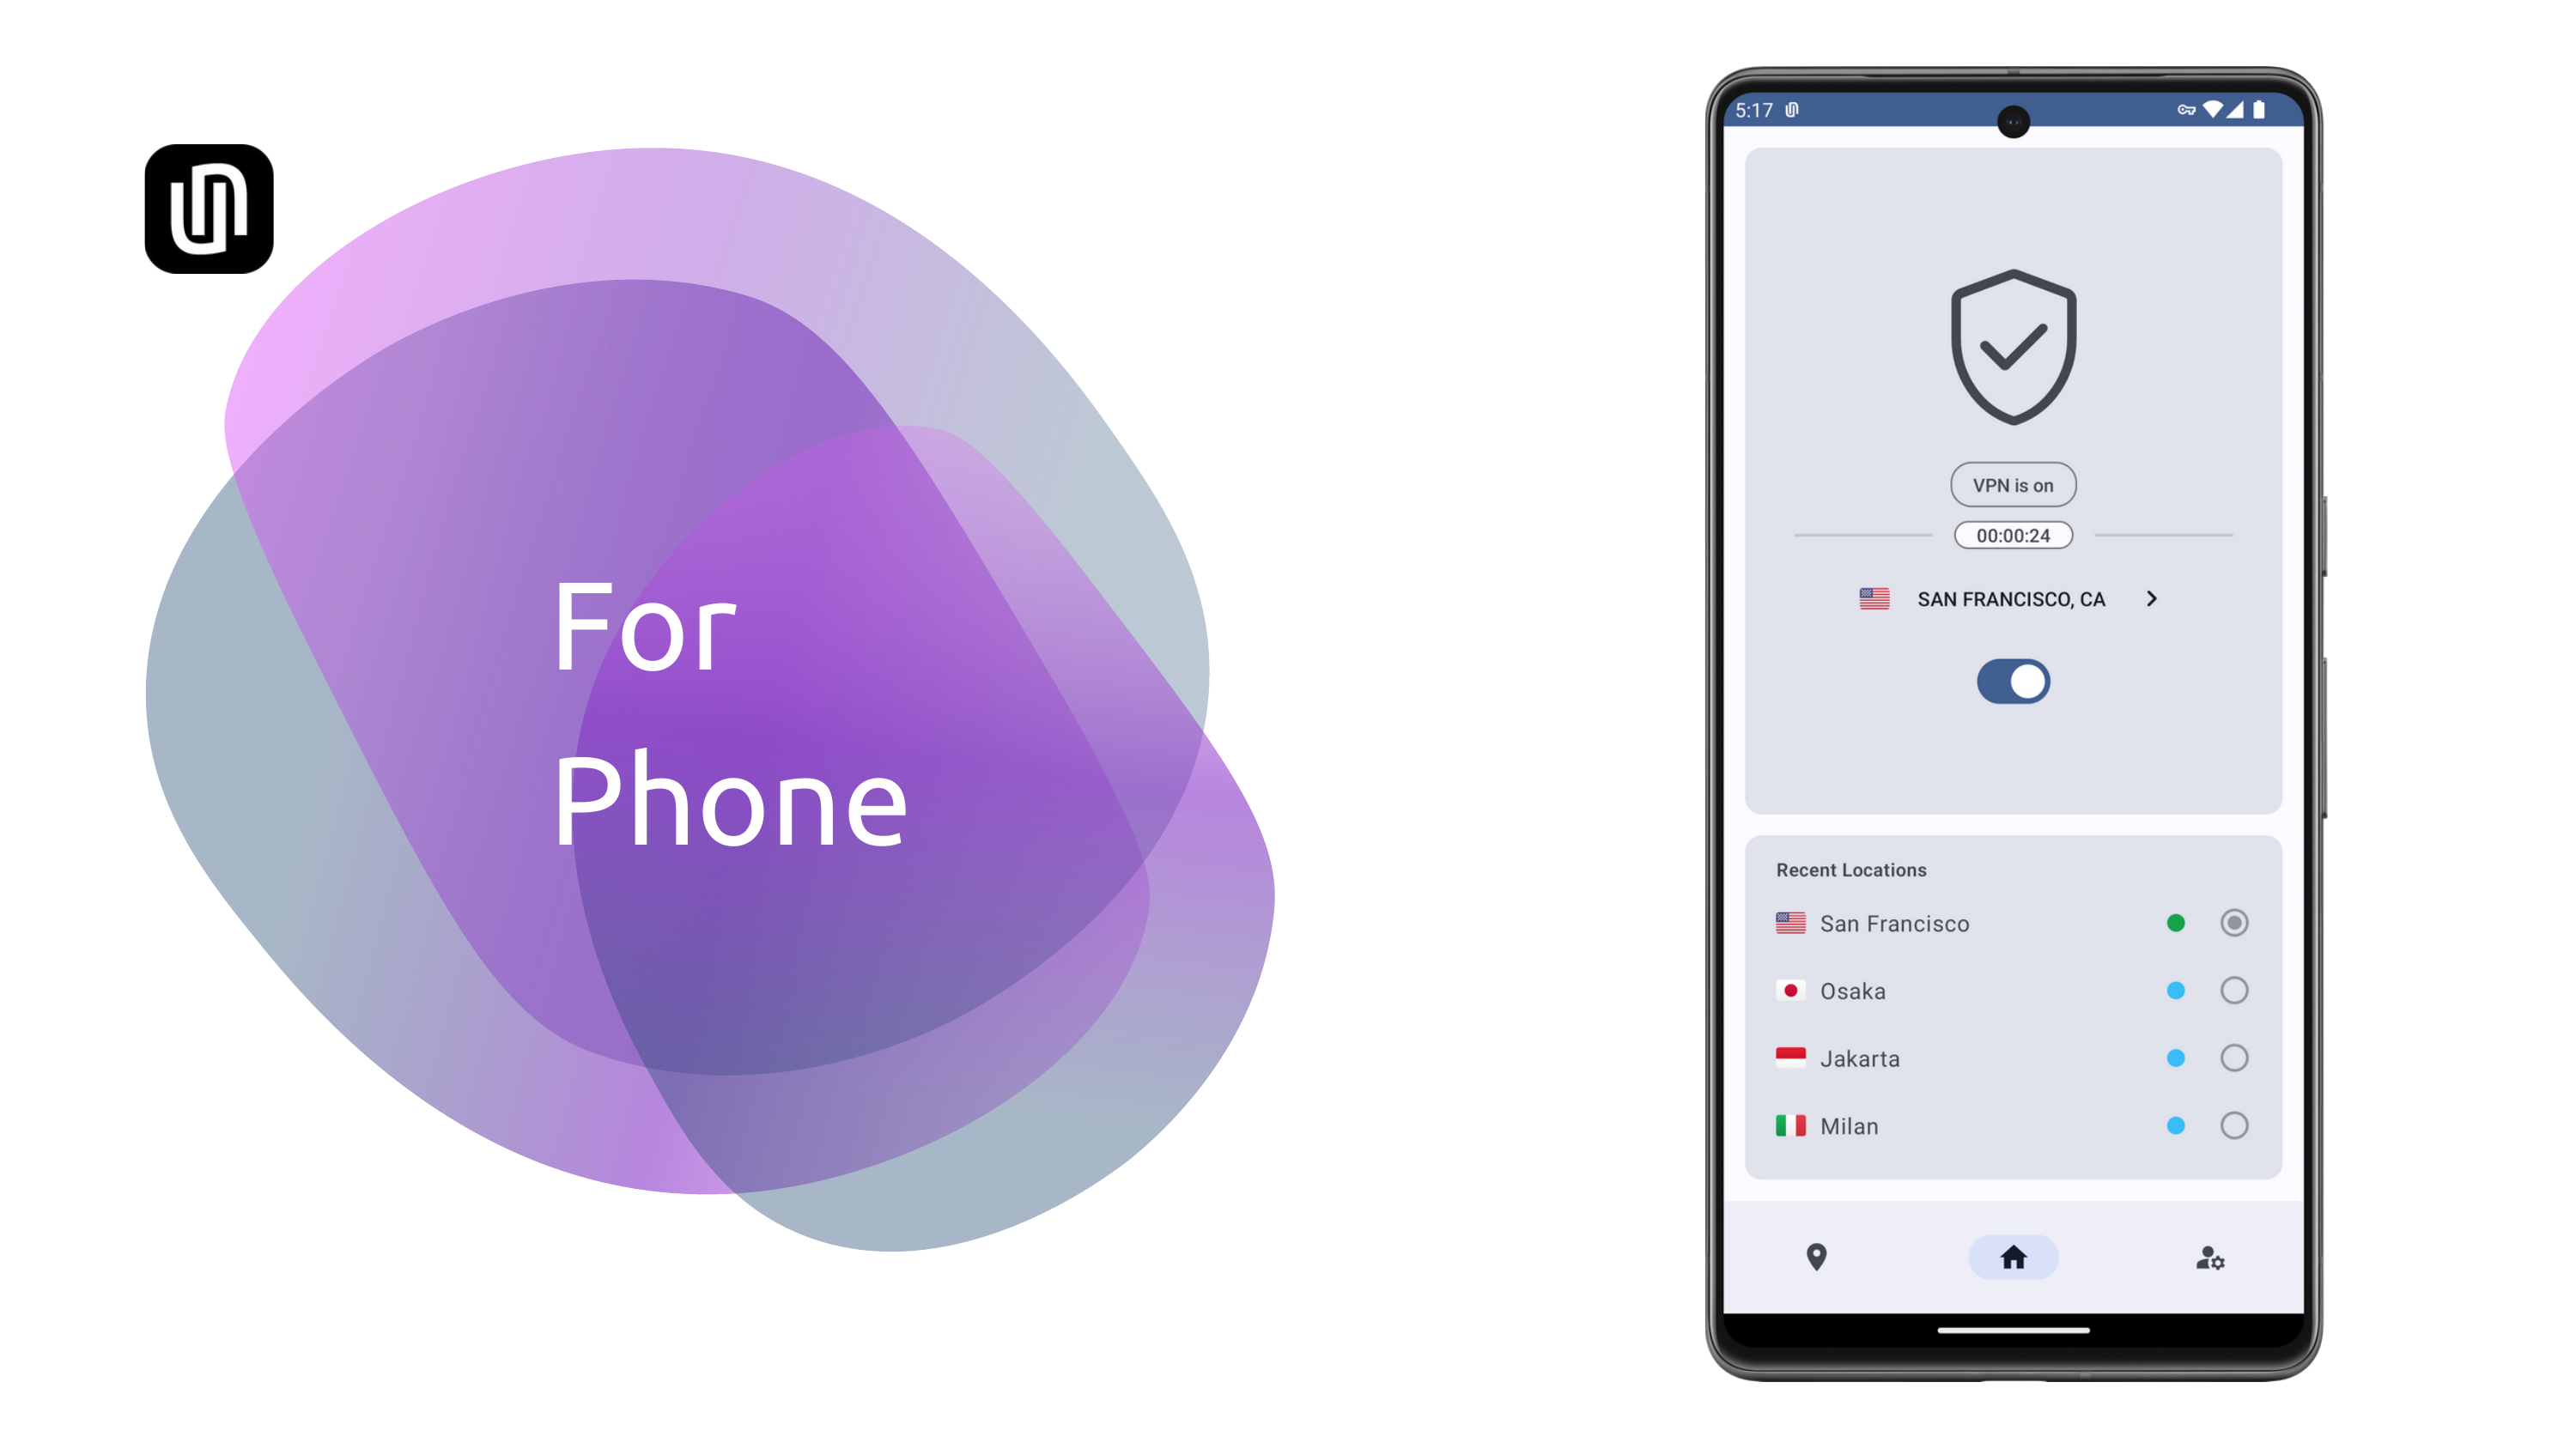 For
Phone
5:17
VPN is on
00:00:24
SAN FRANCISCO, CA
Recent Locations
San Francisco
Osaka
Jakarta
Milan